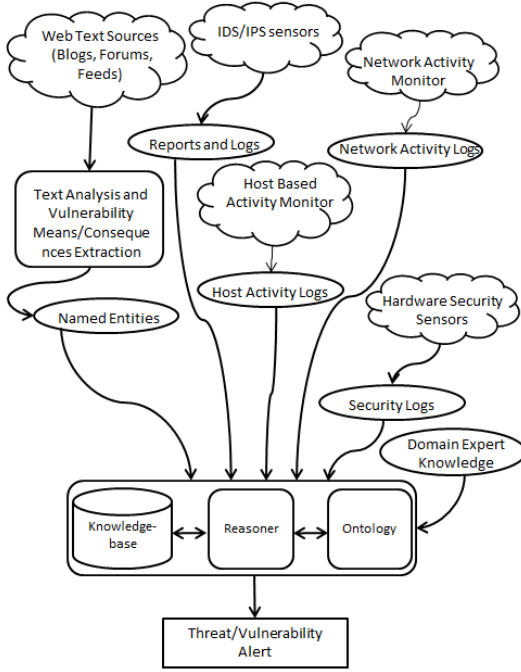 Web Text Sources
(Blogs, Forums,
Feeds)
IDS/IPS sensors
Network Activity
Monitor
Reports and Logs
Network Activity Logs
Text Analysis and
Vulnerability
Means/Conseque
nces Extraction
Host Based
Activity Monitor
Host Activity Logs
Hardware Security
Sensors
Named Entities
Security Logs
Domain Expert
Knowledge
Knowledge-
base
Reasoner
Ontology
Threat/Vulnerability
Alert